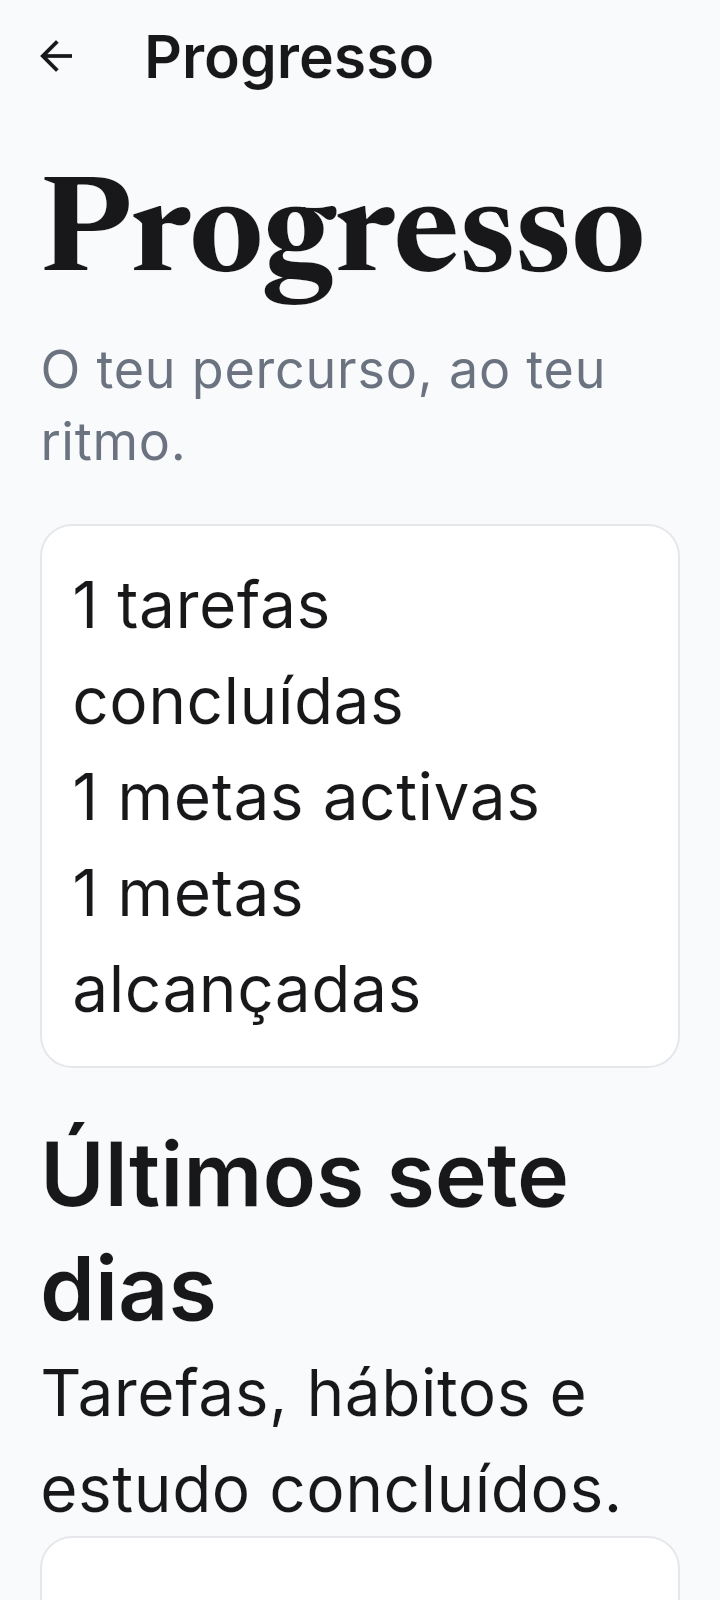 Progresso
Progresso
O teu percurso, ao teu
ritmo.
1 tarefas
concluídas
1 metas activas
1 metas
alcançadas
Últimos sete
dias
Tarefas, hábitos e
estudo concluídos.